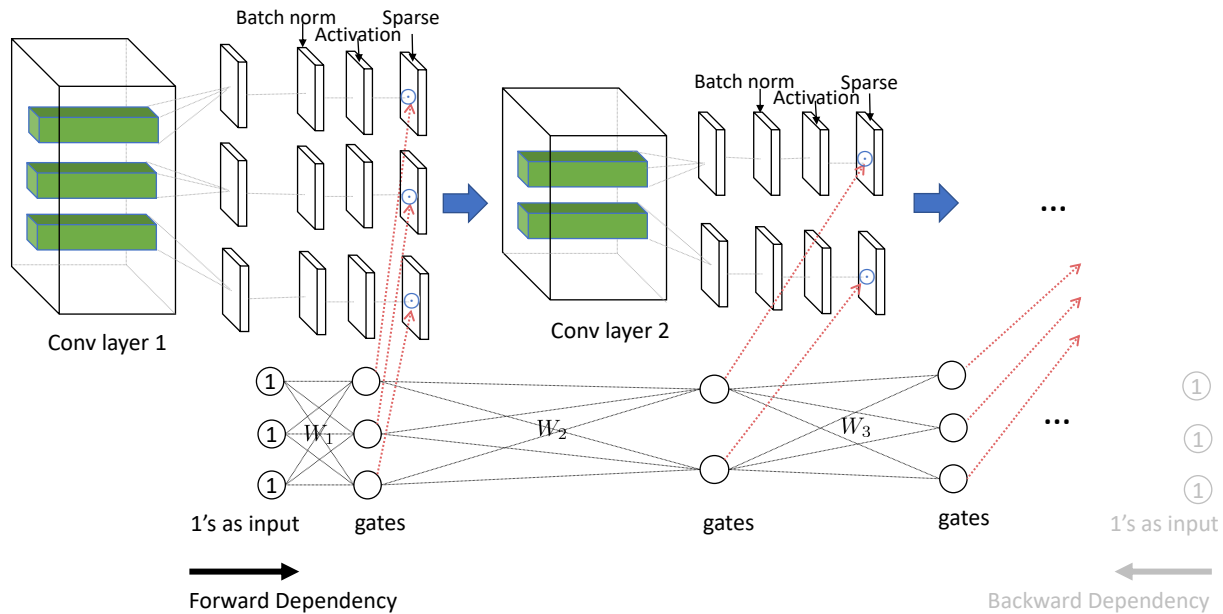 Batch norm
Sparse
Activation
Batch norm
Sparse
Activation
...
Conv layer 1
Conv layer 2
1
1
1
1
W₁
W₂
W₃
...
1
1
1's as input
gates
gates
gates
1's as input
Forward Dependency
Backward Dependency